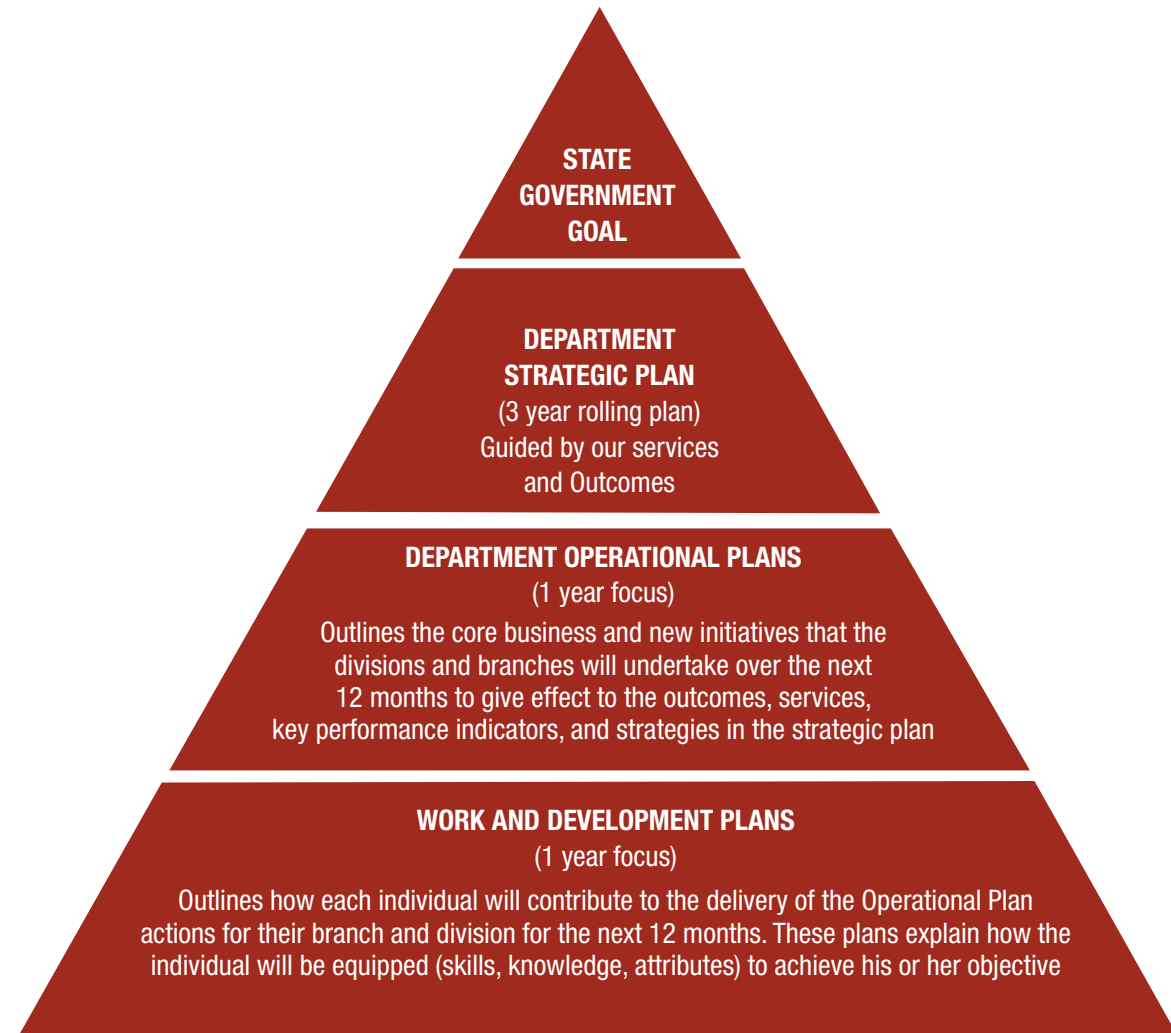 STATE
GOVERNMENT
GOAL
DEPARTMENT
STRATEGIC PLAN
(3 year rolling plan)
Guided by our services
and Outcomes
DEPARTMENT OPERATIONAL PLANS
(1 year focus)
Outlines the core business and new initiatives that the
divisions and branches will undertake over the next
12 months to give effect to the outcomes, services,
key performance indicators, and strategies in the strategic plan
WORK AND DEVELOPMENT PLANS
(1 year focus)
Outlines how each individual will contribute to the delivery of the Operational Plan
actions for their branch and division for the next 12 months. These plans explain how the
individual will be equipped (skills, knowledge, attributes) to achieve his or her objective